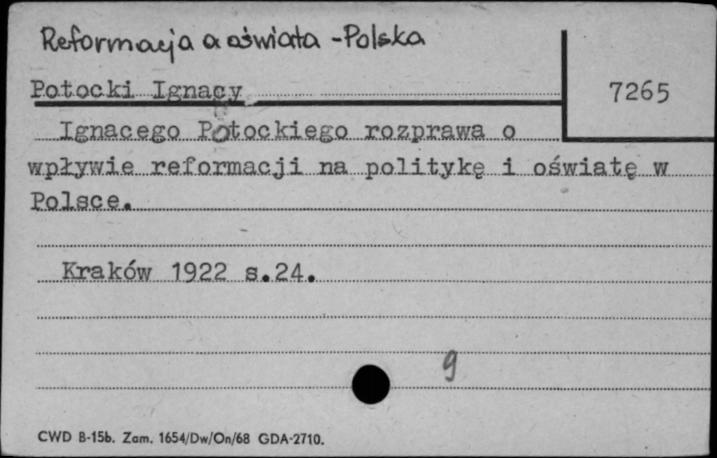 Reformacja a oświata - Polska
Potocki Ignacy
7265
Ignacego Potockiego rozprawa o
wpływie reformacji na politykę i oświatę w
Polsce.
Kraków 1922 s.24.
9
CWD B-15b. Zam. 1654/Dw/On/68 GDA-2710.